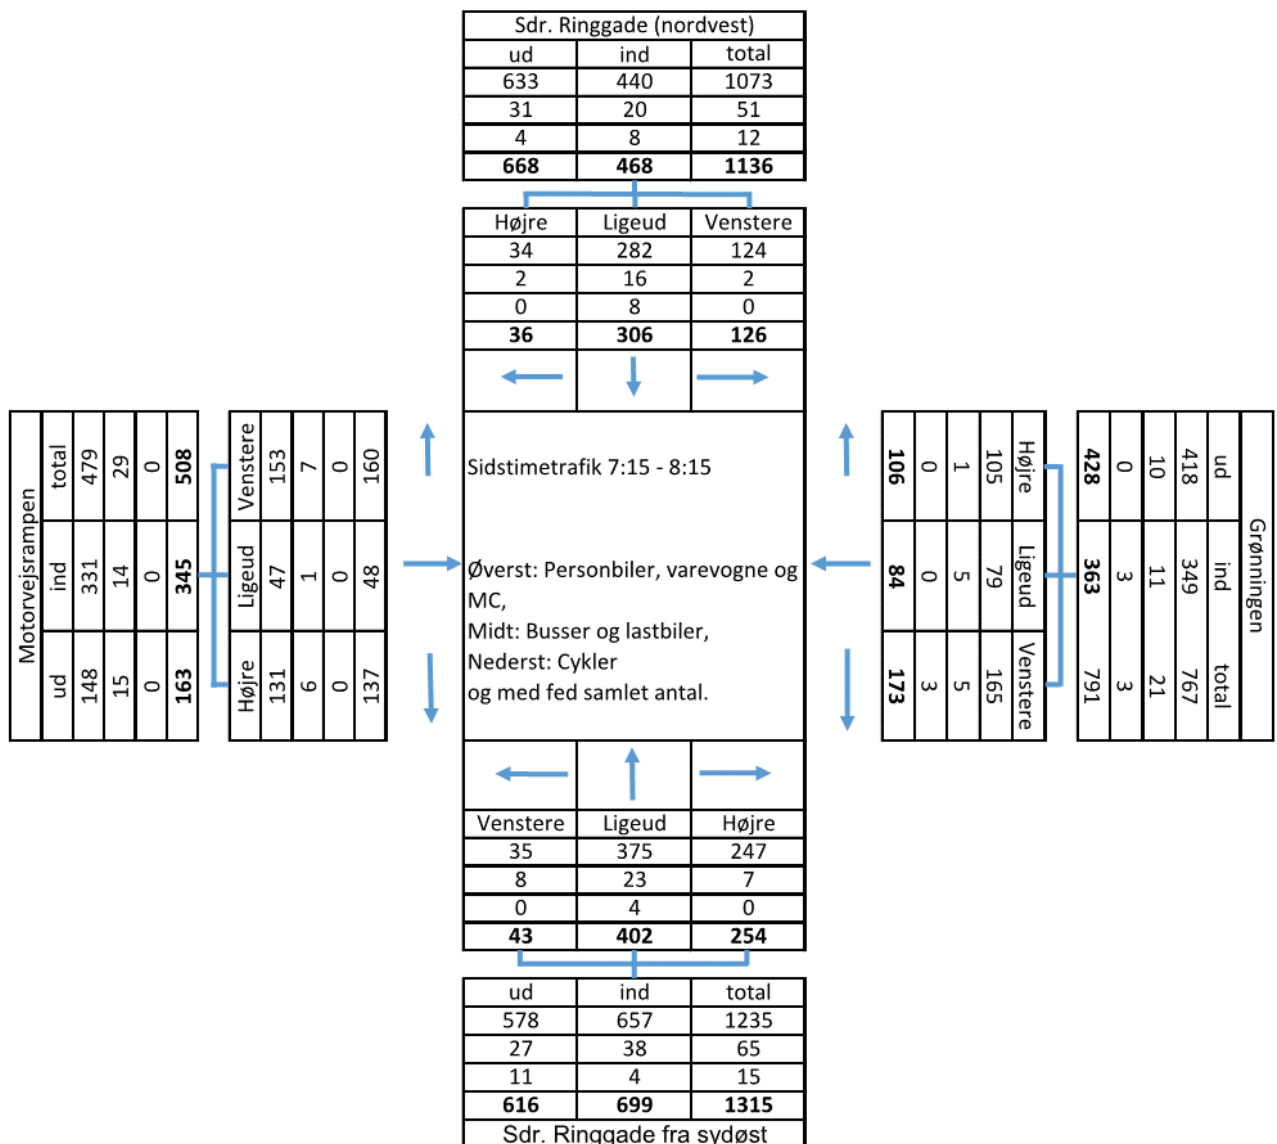 Sdr. Ringgade (nordvest)
ud ind total
633 440 1073
31 20 51
4 8 12
668 468 1136
Højre Ligeud Venstere
34 282 124
2 16 2
0 8 0
36 306 126
Motorvejsrampen
ud ind total
148 331 479
15 14 29
0 0 0
163 345 508
Højre Ligeud Venstere
131 47 153
6 1 7
0 0 0
137 48 160
Sidstimetrafik 7:15 - 8:15
Øverst: Personbiler, varevogne og
MC,
Midt: Busser og lastbiler,
Nederst: Cykler
og med fed samlet antal.
Højre Ligeud Venstere
105 79 165
1 5 5
0 0 3
106 84 173
Grønningen
ud ind total
418 349 767
10 11 21
0 3 3
428 363 791
Venstere Ligeud Højre
35 375 247
8 23 7
0 4 0
43 402 254
ud ind total
578 657 1235
27 38 65
11 4 15
616 699 1315
Sdr. Ringgade fra sydøst